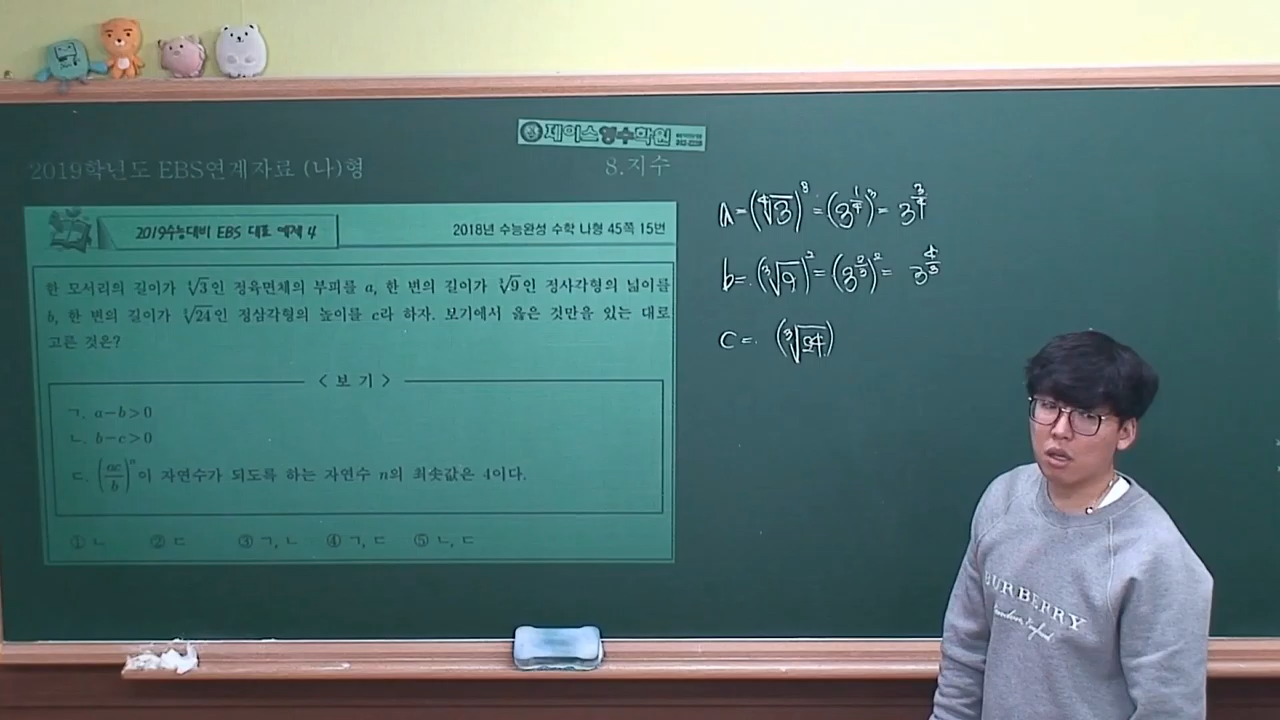 제이스영수학원
2019학년도 EBS연계자료 (나)형 8.지수
2019수능대비 EBS 대표 예제 4 2018년 수능완성 수학 나형 45쪽 15번
한 모서리의 길이가 ∜3인 정육면체의 부피를 a, 한 변의 길이가 ∛9인 정사각형의 넓이를
b, 한 변의 길이가 ∛24인 정삼각형의 높이를 c라 하자. 보기에서 옳은 것만을 있는 대로
고른 것은?
< 보 기 >
ㄱ. a-b>0
ㄴ. b-c>0
ㄷ. (ac/b)^n이 자연수가 되도록 하는 자연수 n의 최솟값은 4이다.
① ㄴ ② ㄷ ③ ㄱ, ㄴ ④ ㄱ, ㄷ ⑤ ㄴ, ㄷ
a=(∜3)^3=(3^(1/4))^3=3^(3/4)
b=(∛9)^2=(3^(2/3))^2=3^(4/3)
c=(∛24)
BURBERRY